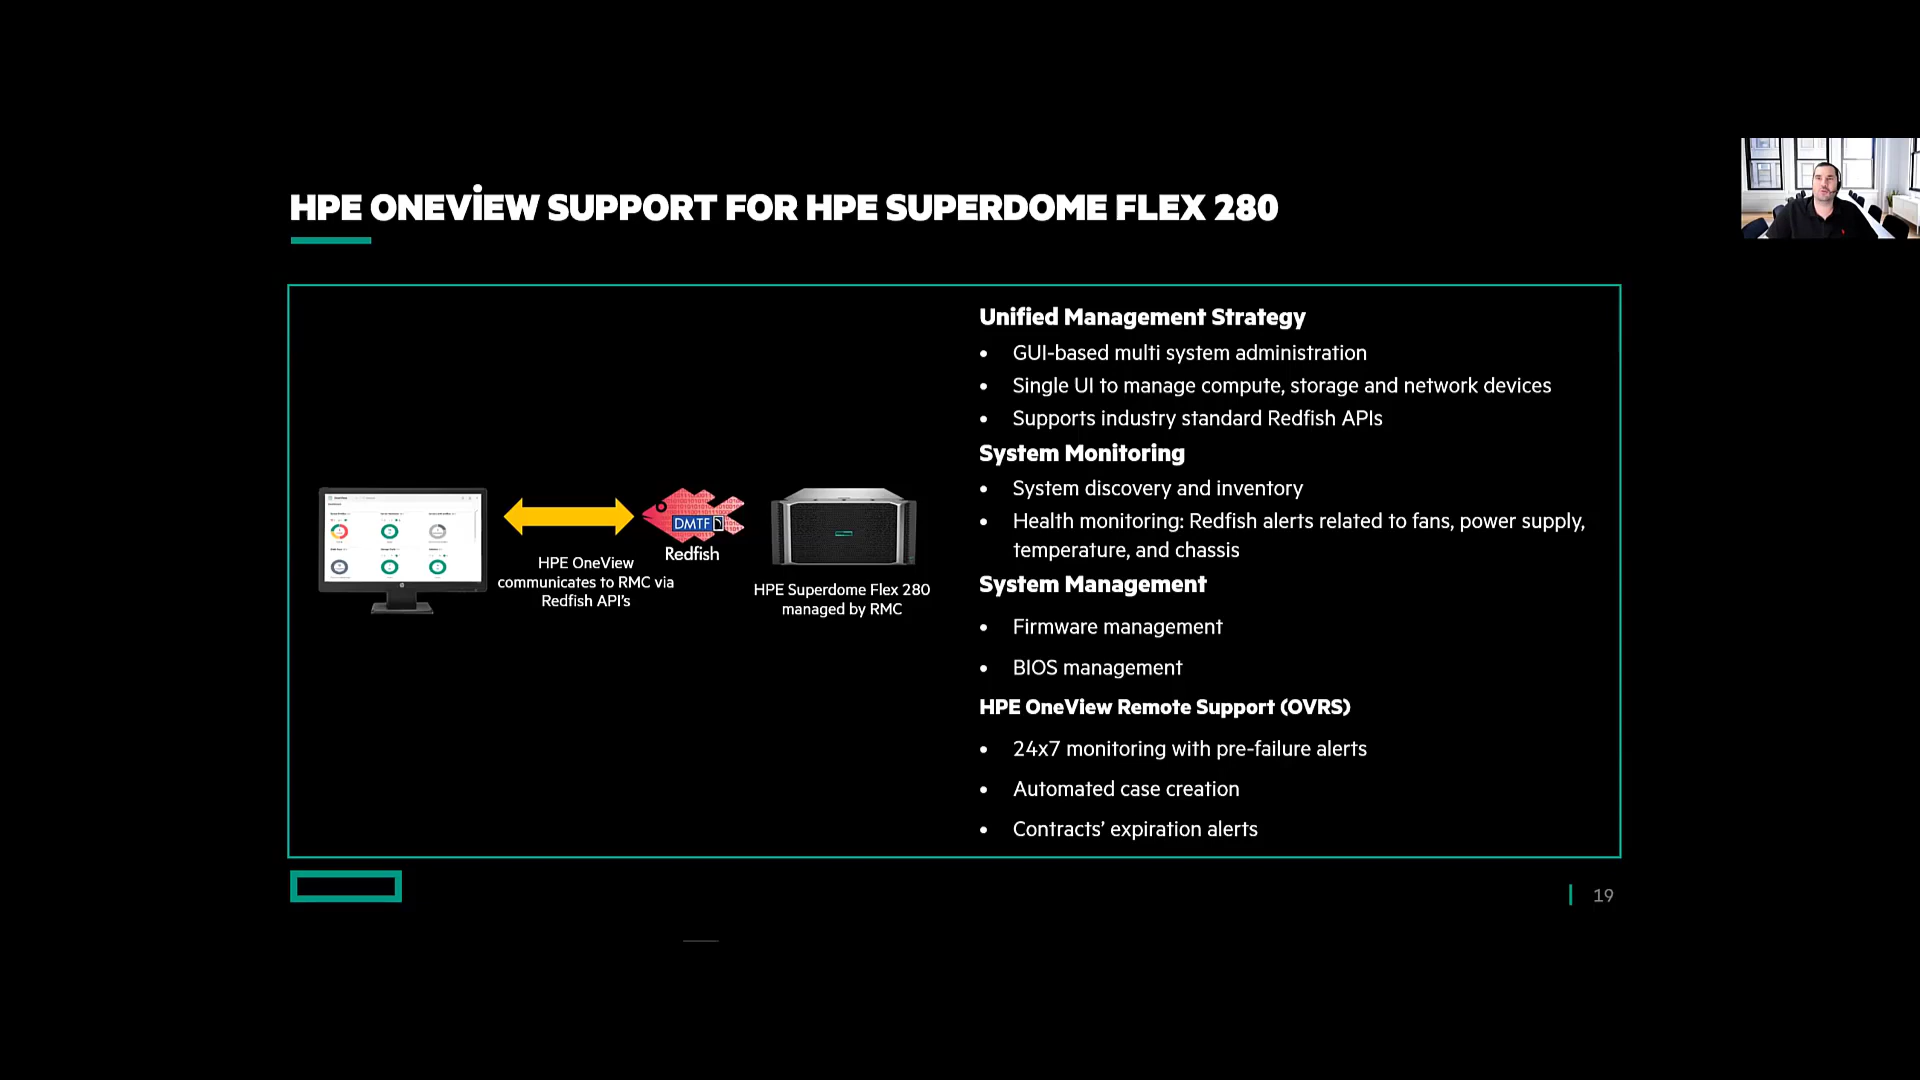 HPE ONEVIEW SUPPORT FOR HPE SUPERDOME FLEX 280
Unified Management Strategy
• GUI-based multi system administration
• Single UI to manage compute, storage and network devices
• Supports industry standard Redfish APIs
System Monitoring
• System discovery and inventory
• Health monitoring: Redfish alerts related to fans, power supply,
temperature, and chassis
System Management
• Firmware management
• BIOS management
HPE OneView Remote Support (OVRS)
• 24x7 monitoring with pre-failure alerts
• Automated case creation
• Contracts’ expiration alerts
HPE OneView
communicates to RMC via
Redfish API’s
DMTF
Redfish
HPE Superdome Flex 280
managed by RMC
19